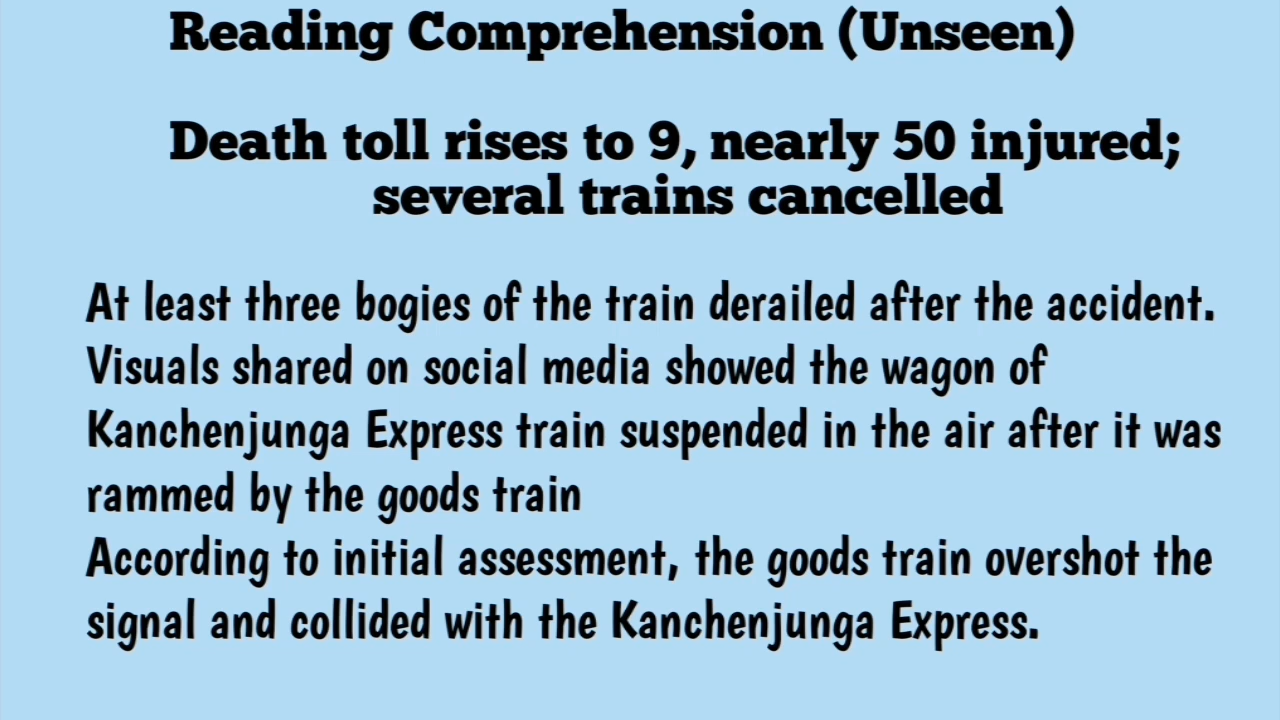 Reading Comprehension (Unseen)
Death toll rises to 9, nearly 50 injured;
several trains cancelled
At least three bogies of the train derailed after the accident.
Visuals shared on social media showed the wagon of
Kanchenjunga Express train suspended in the air after it was
rammed by the goods train
According to initial assessment, the goods train overshot the
signal and collided with the Kanchenjunga Express.